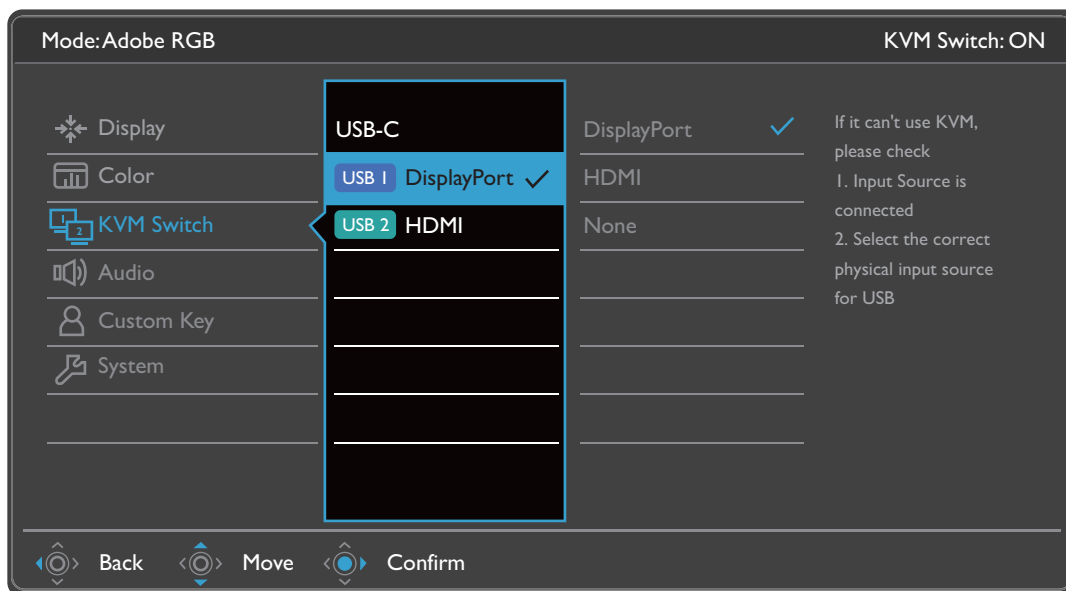 Mode: Adobe RGB
KVM Switch: ON
Display
Color
1 2 KVM Switch
Audio
Custom Key
System
USB-C
USB 1 DisplayPort
USB 2 HDMI
DisplayPort
HDMI
None
If it can't use KVM,
please check
1. Input Source is
connected
2. Select the correct
physical input source
for USB
Back
Move
Confirm